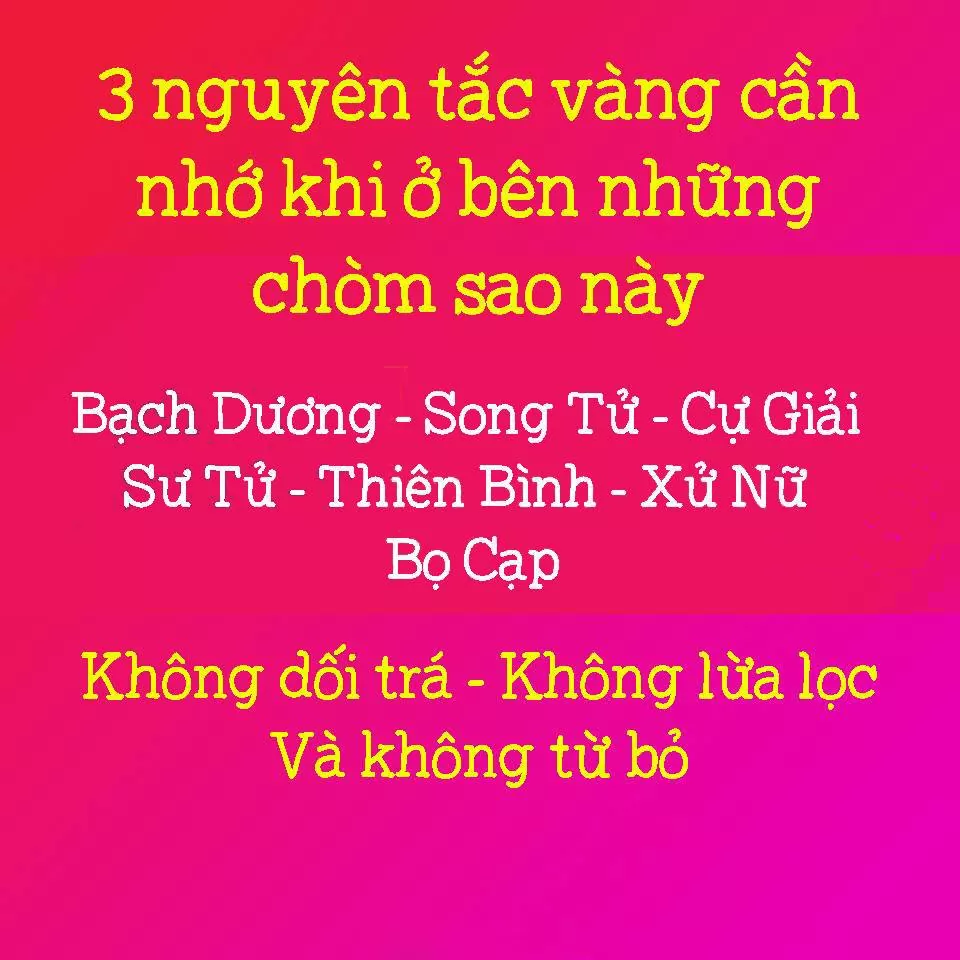 3 nguyên tắc vàng cần
nhớ khi ở bên những
chòm sao này
Bạch Dương - Song Tử - Cự Giải
Sư Tử - Thiên Bình - Xử Nữ
Bọ Cạp
Không dối trá - Không lừa lọc
Và không từ bỏ